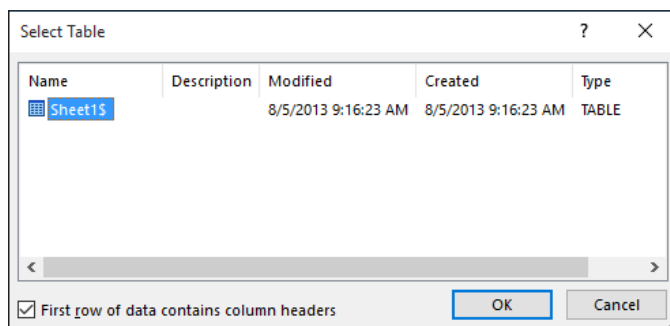 Select Table ?
Name Description Modified Created Type
Sheet1$ 8/5/2013 9:16:23 AM 8/5/2013 9:16:23 AM TABLE
First row of data contains column headers OK Cancel